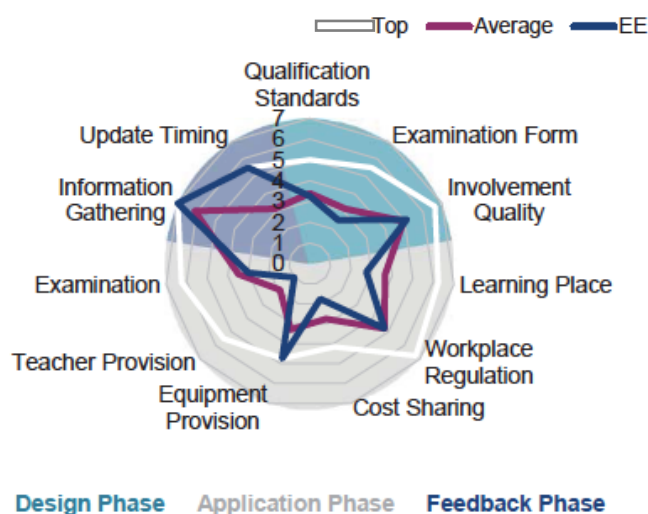 Top Average EE
Qualification
Standards
Update Timing
Examination Form
Information
Gathering
Involvement
Quality
7
6
5
4
3
2
1
0
Examination
Learning Place
Teacher Provision
Workplace
Regulation
Equipment
Provision
Cost Sharing
Design Phase Application Phase Feedback Phase